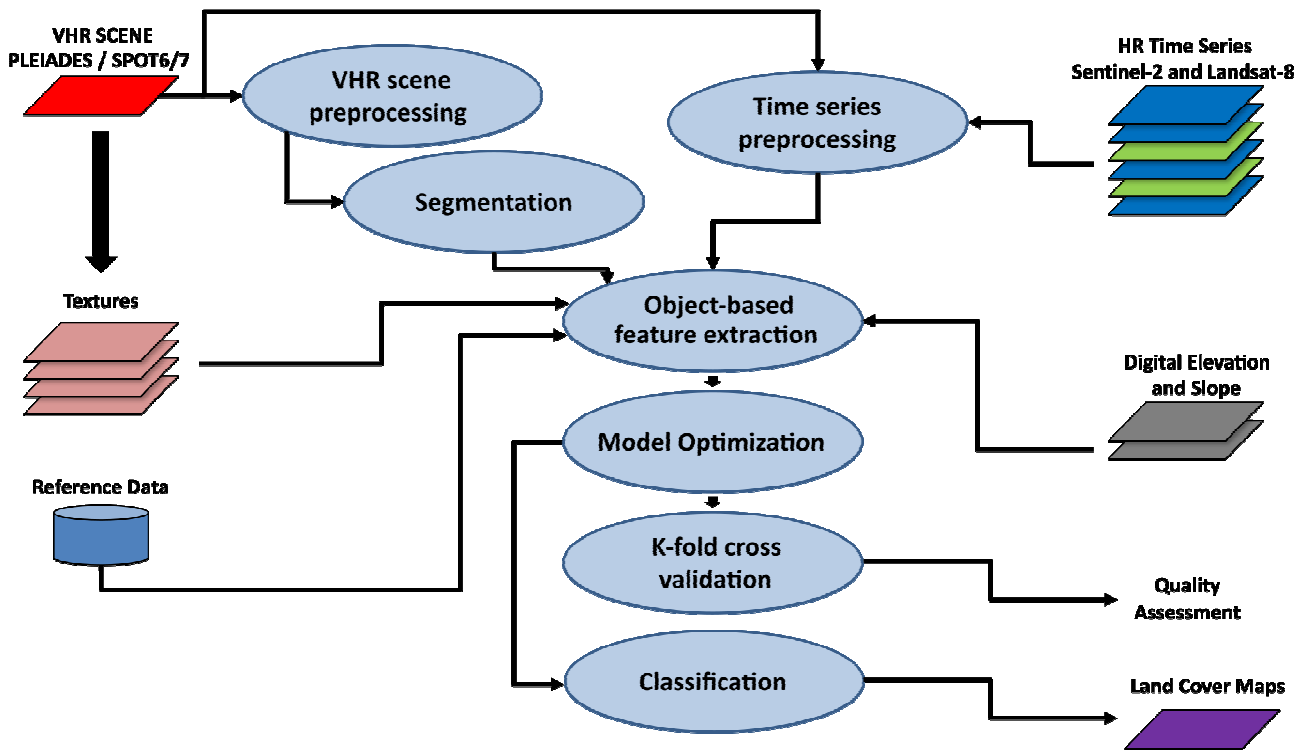 VHR SCENE
PLEIADES / SPOT6/7
VHR scene
preprocessing
Time series
preprocessing
HR Time Series
Sentinel-2 and Landsat-8
Segmentation
Textures
Object-based
feature extraction
Digital Elevation
and Slope
Model Optimization
Reference Data
K-fold cross
validation
Quality
Assessment
Classification
Land Cover Maps